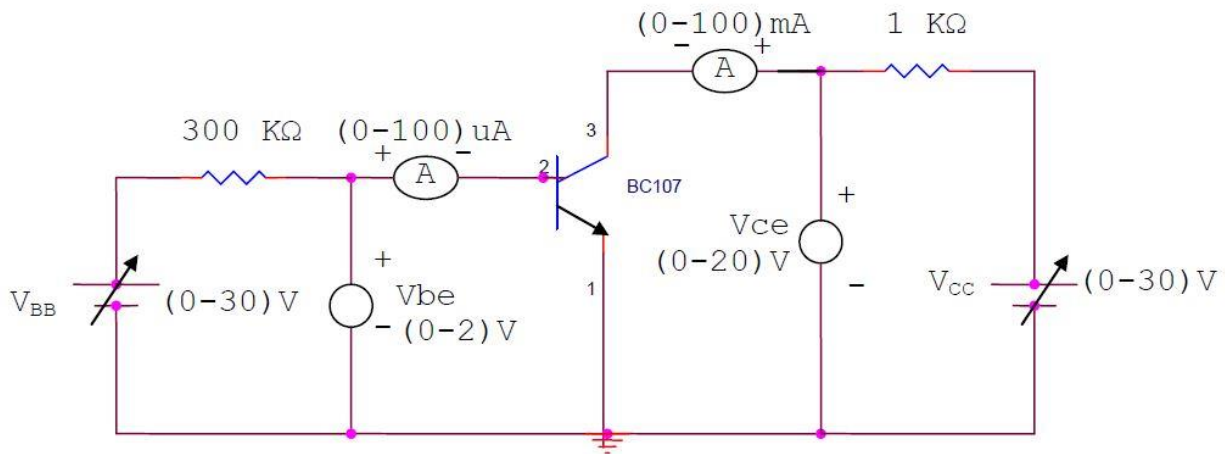 (0-100)mA
- +
1 KΩ
300 KΩ
(0-100)uA
+ -
3
2
BC107
A
A
+
Vce
(0-20)V
-
1
+
Vbe
-
(0-2)V
VBB
(0-30)V
VCC
(0-30)V